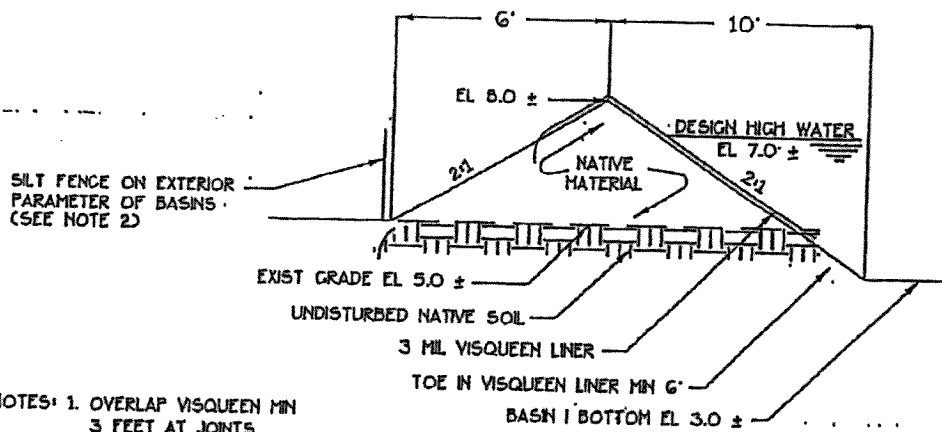 6'
10'
EL 8.0 ±
DESIGN HIGH WATER
EL 7.0' ±
2:1
NATIVE
MATERIAL
2:1
SILT FENCE ON EXTERIOR
PARAMETER OF BASINS
(SEE NOTE 2)
EXIST GRADE EL 5.0 ±
UNDISTURBED NATIVE SOIL
3 MIL VISQUEEN LINER
TOE IN VISQUEEN LINER MIN 6'
BASIN 1 BOTTOM EL 3.0 ±
NOTES: 1. OVERLAP VISQUEEN MIN
3 FEET AT JOINTS